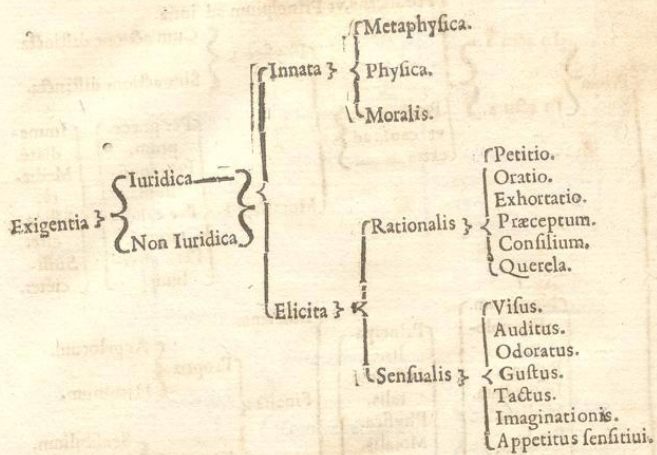 Metaphyſica.
Innata
Phyſica.
Moralis.
Exigentia
Iuridica
Non Iuridica
Rationalis
Petitio.
Oratio.
Exhortatio.
Præceptum.
Conſilium.
Querela.
Elicita
Senſualis
Viſus.
Auditus.
Odoratus.
Guſtus.
Tactus.
Imaginationis.
Appetitus ſenſitiui.